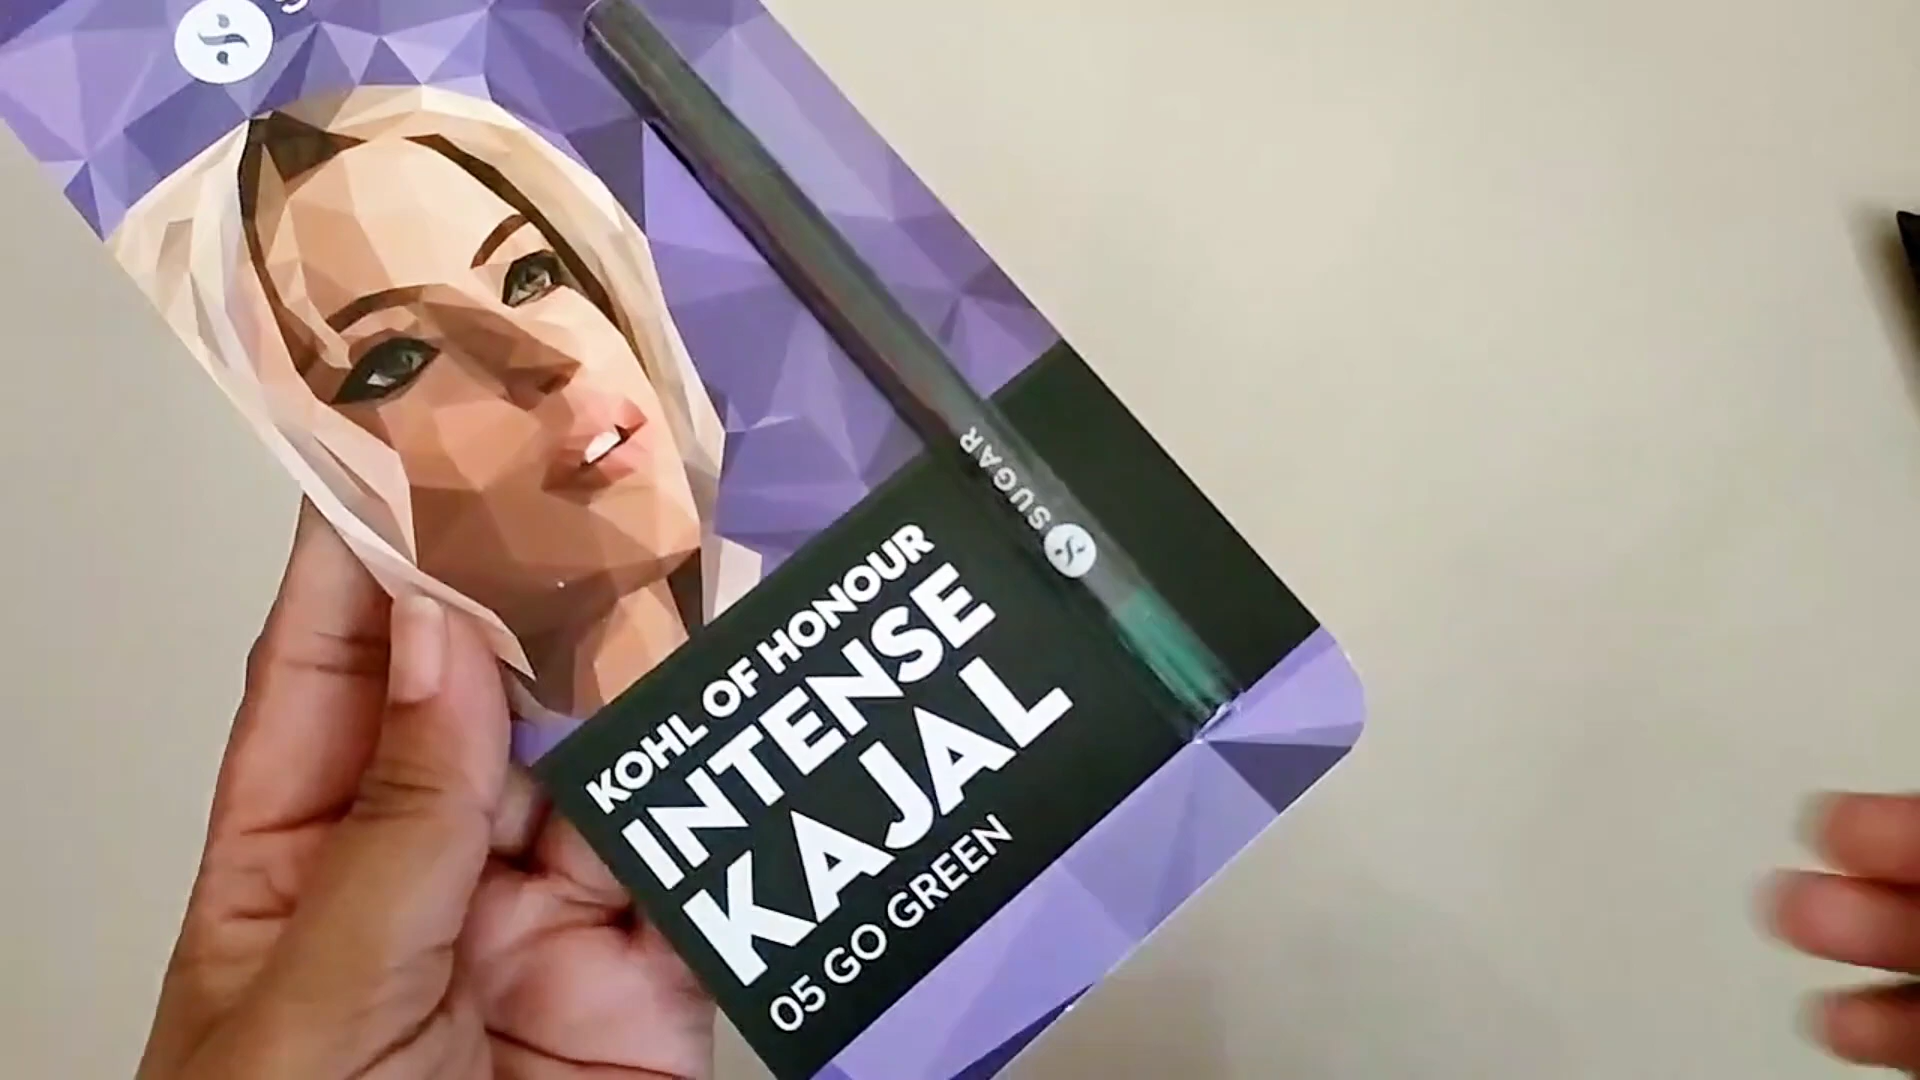 SUGAR
KOHL OF HONOUR
INTENSE
KAJAL
05 GO GREEN